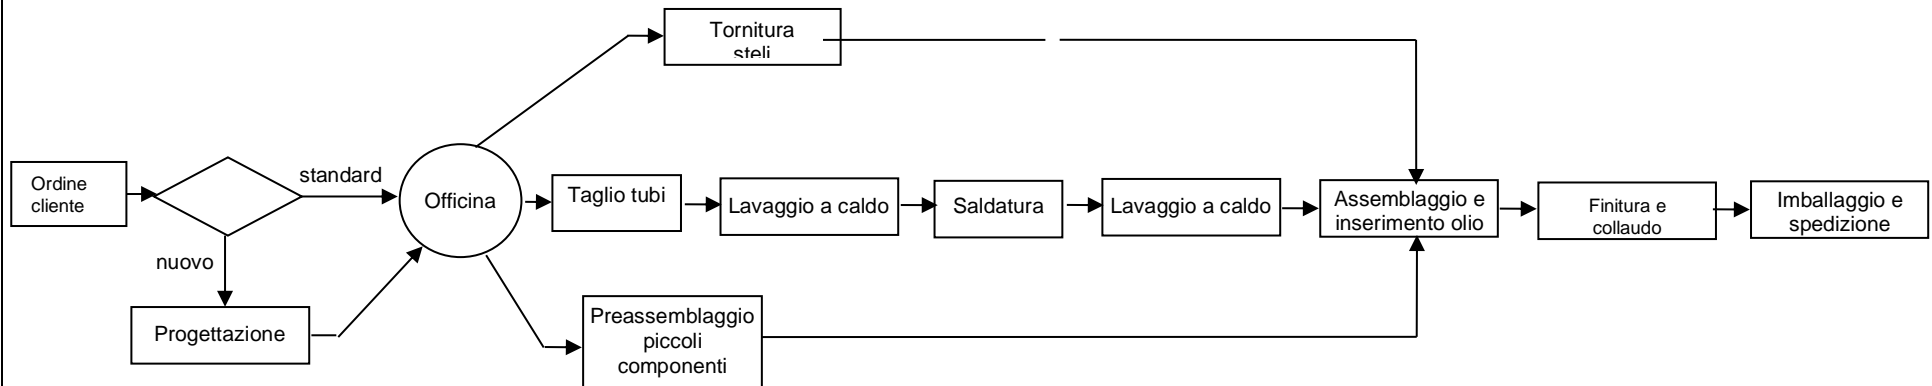 Tornitura
steli
Ordine
cliente
standard
nuovo
Progettazione
Officina
Taglio tubi
Lavaggio a caldo
Saldatura
Lavaggio a caldo
Preassemblaggio
piccoli
componenti
Assemblaggio e
inserimento olio
Finitura e
collaudo
Imballaggio e
spedizione